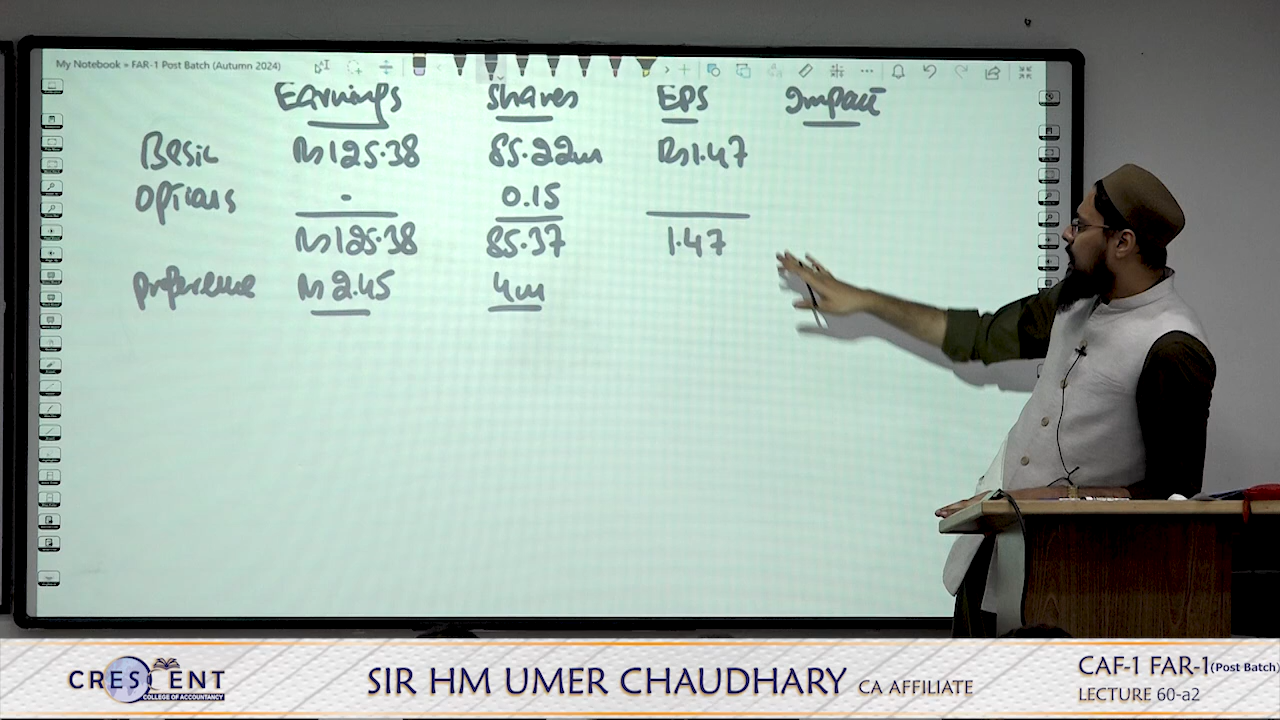 My Notebook » FAR-1 Post Batch (Autumn 2024)
Earnings Shares EPS Impact
Basic Rs125.38 85.22m Rs1.47
Options - 0.15
Rs125.38 85.37 1.47
Preference Rs2.45 4m
CRESCENT
COLLEGE OF ACCOUNTANCY
SIR HM UMER CHAUDHARY CA AFFILIATE
CAF-1 FAR-1(Post Batch)
LECTURE 60-a2